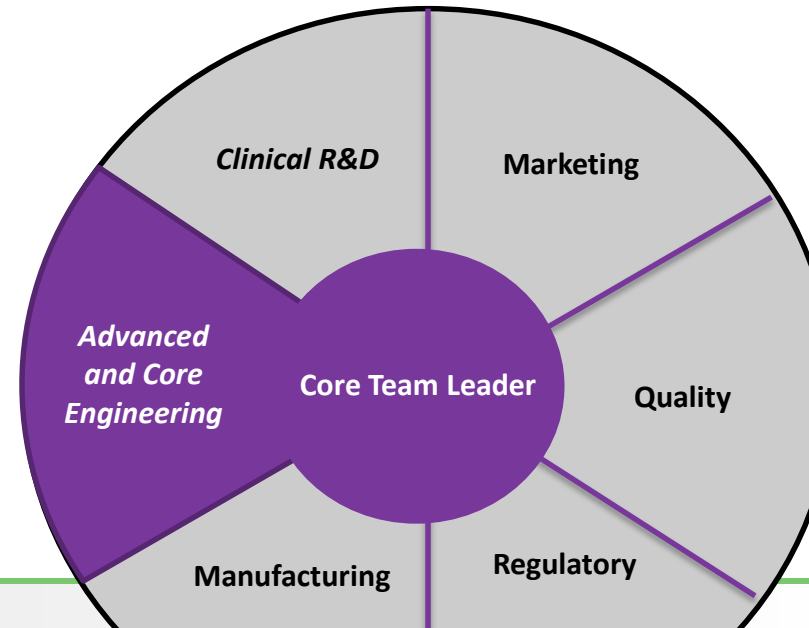 Clinical R&D
Marketing
Advanced
and Core
Engineering
Core Team Leader
Quality
Manufacturing
Regulatory